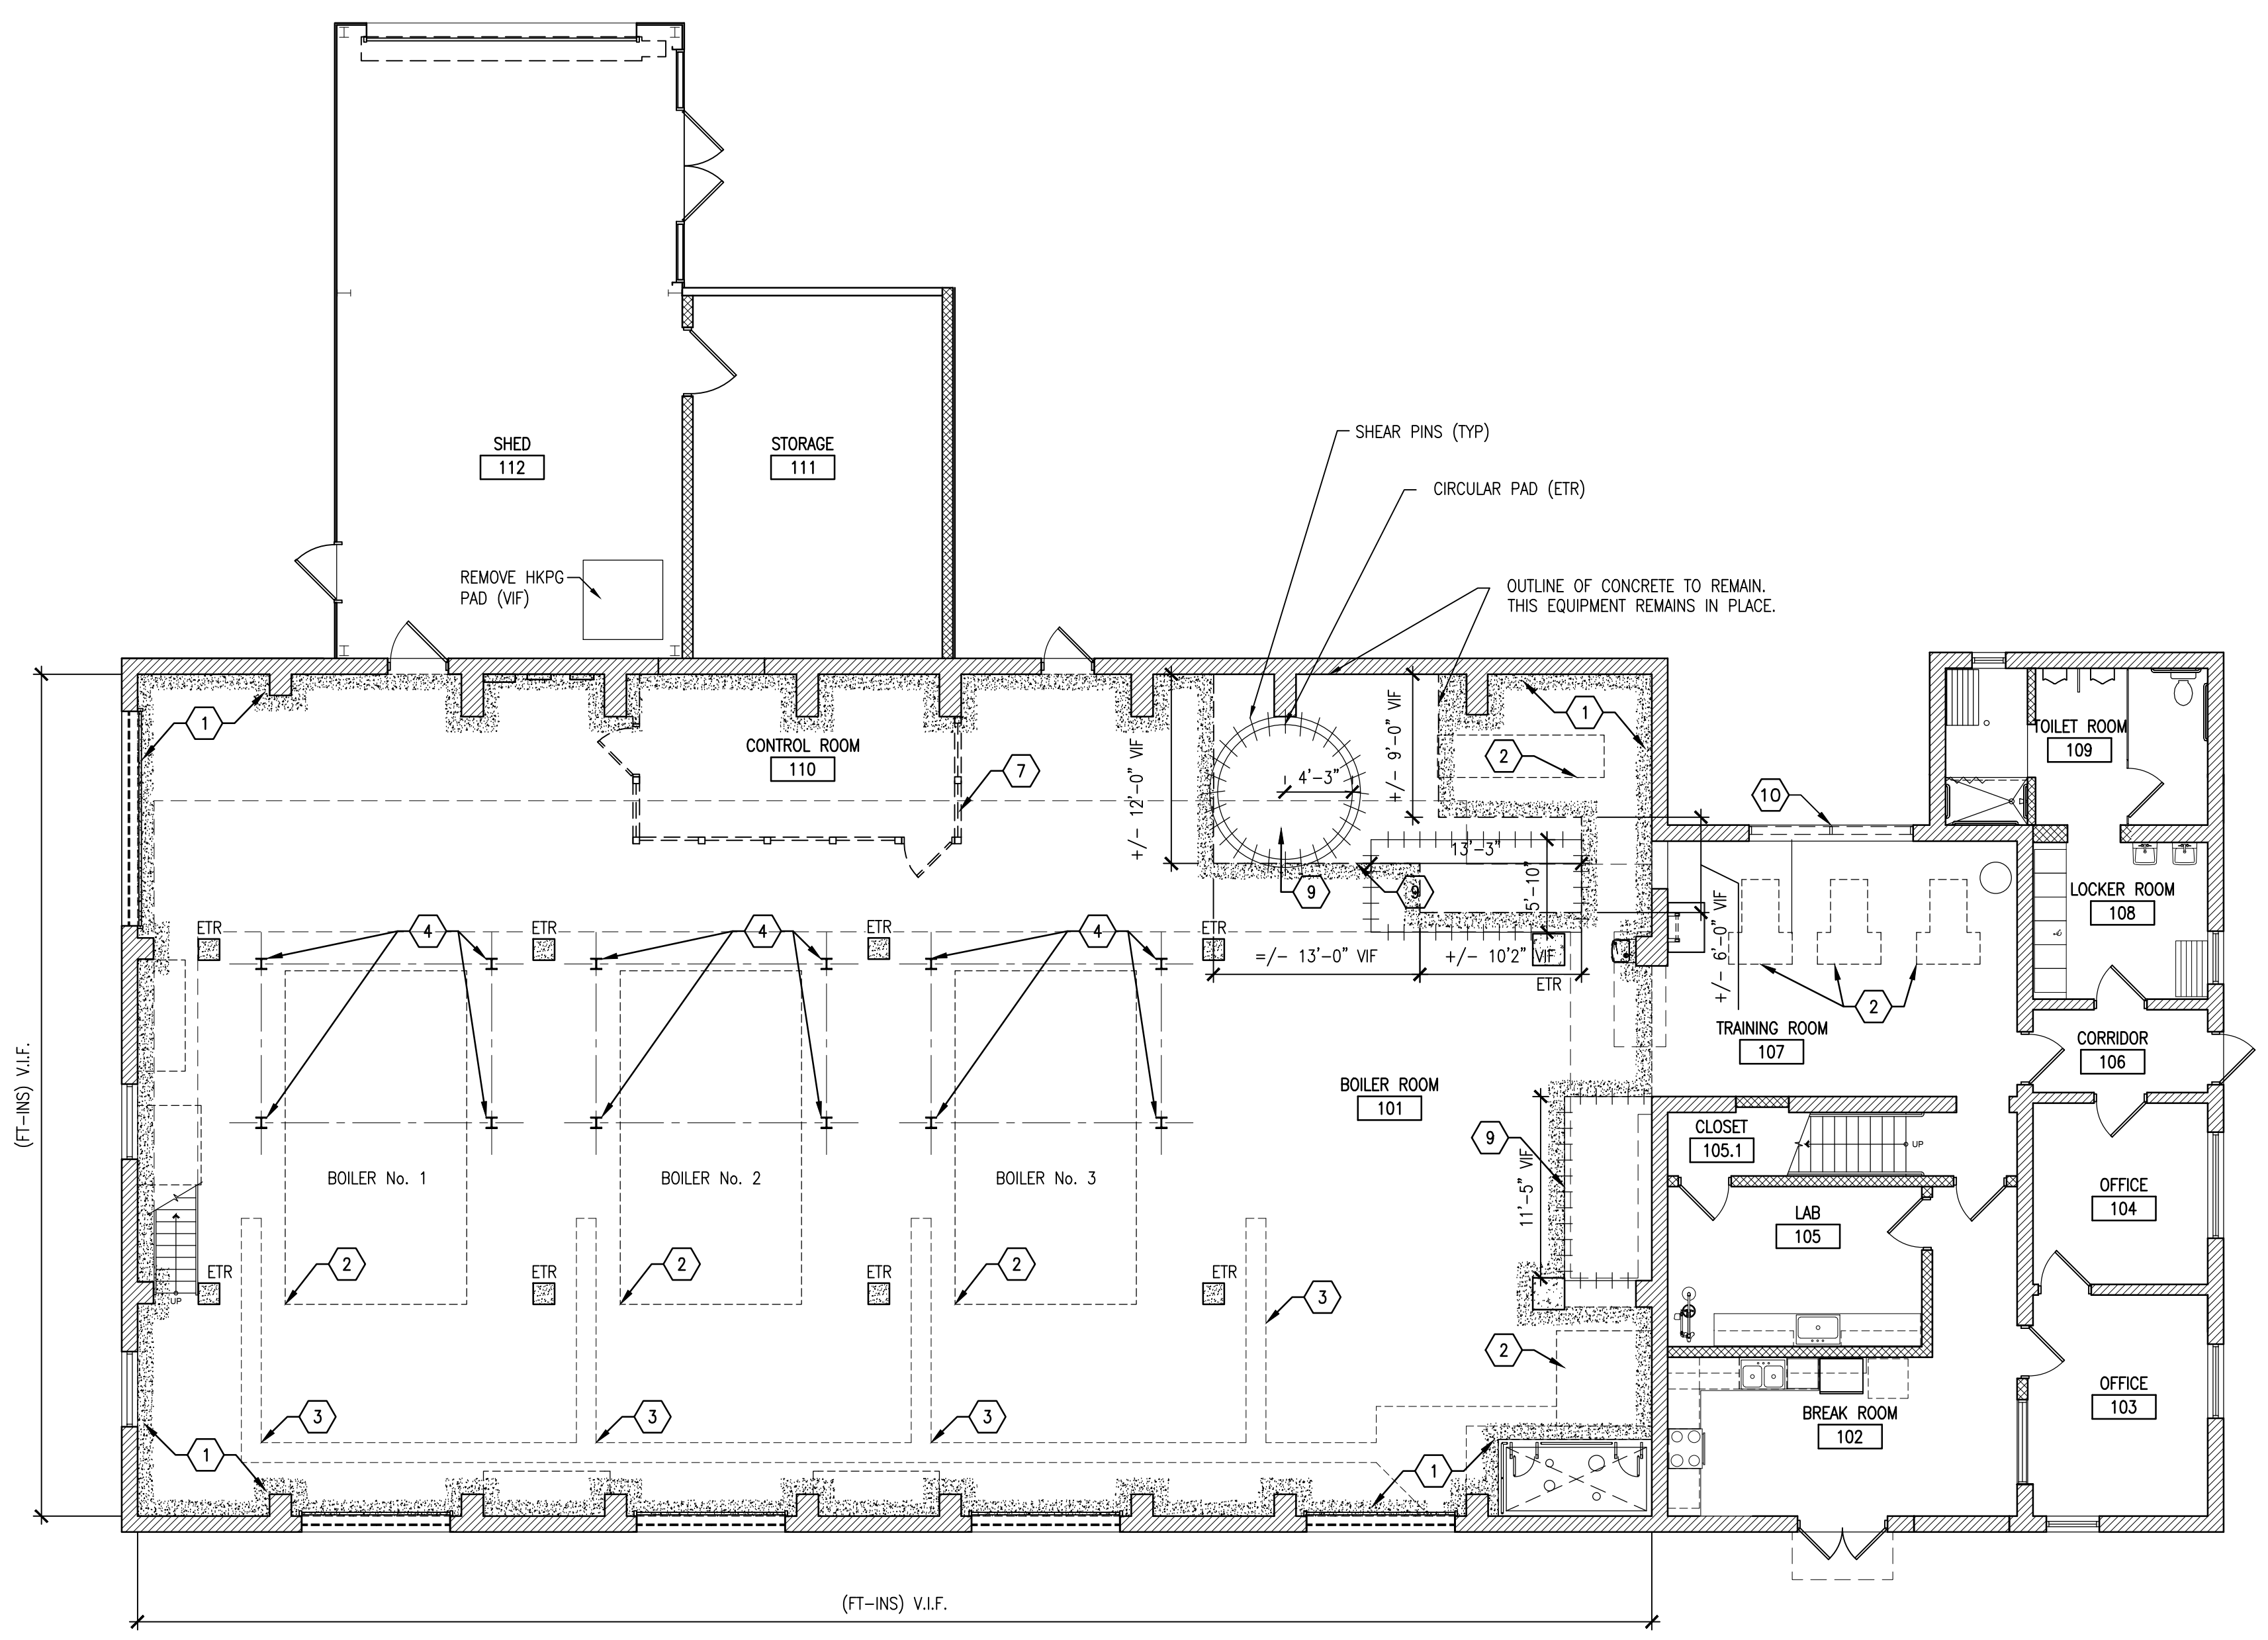 SHEAR PINS (TYP)
SHED
112
STORAGE
111
CIRCULAR PAD (ETR)
REMOVE HKPG
PAD (VIF)
OUTLINE OF CONCRETE TO REMAIN.
THIS EQUIPMENT REMAINS IN PLACE.
1
1
CONTROL ROOM
110
7
2
TOILET ROOM
109
+/- 12'-0" VIF
4'-3"
+/- 9'-0" VIF
10
13'-3"
9
9
5'-10"
LOCKER ROOM
108
ETR
4
ETR
4
ETR
4
ETR
=/- 13'-0" VIF
+/- 10'2" VIF
ETR
+/- 6'-0" VIF
2
TRAINING ROOM
107
CORRIDOR
106
(FT-INS) V.I.F.
BOILER ROOM
101
CLOSET
105.1
UP
9
11'-5" VIF
BOILER No. 1
BOILER No. 2
BOILER No. 3
OFFICE
104
LAB
105
2
2
2
ETR
ETR
ETR
ETR
UP
3
2
3
3
3
OFFICE
103
BREAK ROOM
102
1
1
(FT-INS) V.I.F.